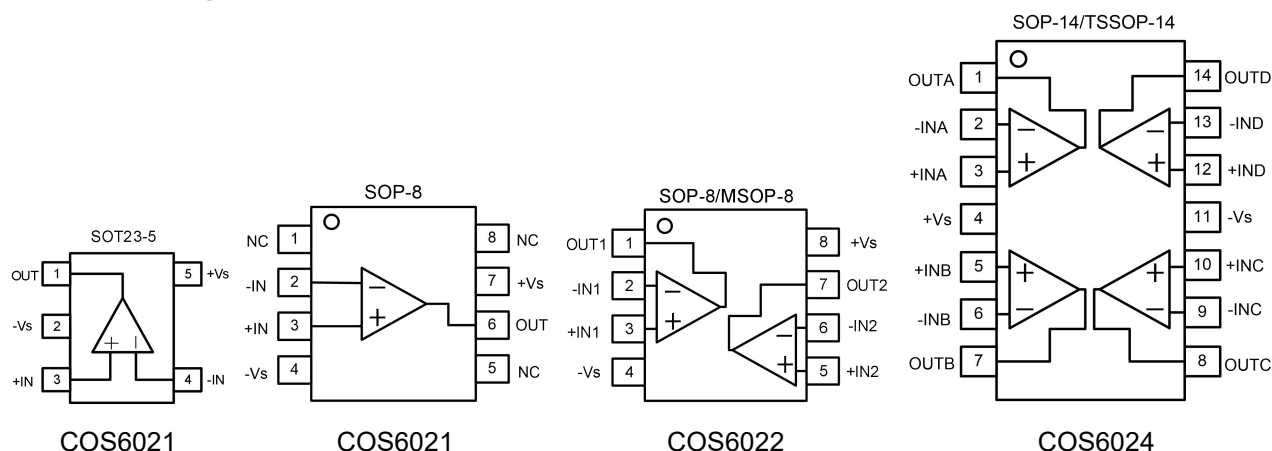 SOT23-5
OUT 1 5 +Vs
-Vs 2
+IN 3 4 -IN
COS6021
SOP-8
NC 1 8 NC
-IN 2 7 +Vs
+IN 3 6 OUT
-Vs 4 5 NC
COS6021
SOP-8/MSOP-8
OUT1 1 8 +Vs
-IN1 2 7 OUT2
+IN1 3 6 -IN2
-Vs 4 5 +IN2
COS6022
SOP-14/TSSOP-14
OUTA 1 14 OUTD
-INA 2 13 -IND
+INA 3 12 +IND
+Vs 4 11 -Vs
+INB 5 10 +INC
-INB 6 9 -INC
OUTB 7 8 OUTC
COS6024